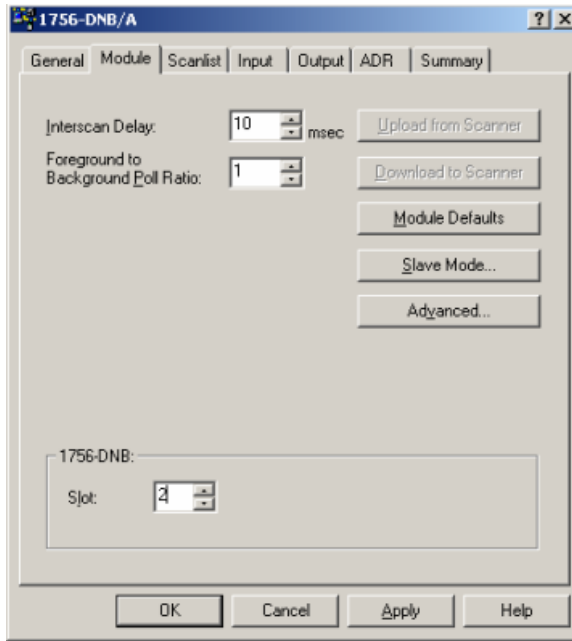 1756-DNB/A
General Module Scanlist Input Output ADR Summary
Interscan Delay: 10 msec Upload from Scanner
Foreground to
Background Poll Ratio: 1 Download to Scanner
Module Defaults
Slave Mode...
Advanced...
1756-DNB:
Slot: 2
OK Cancel Apply Help